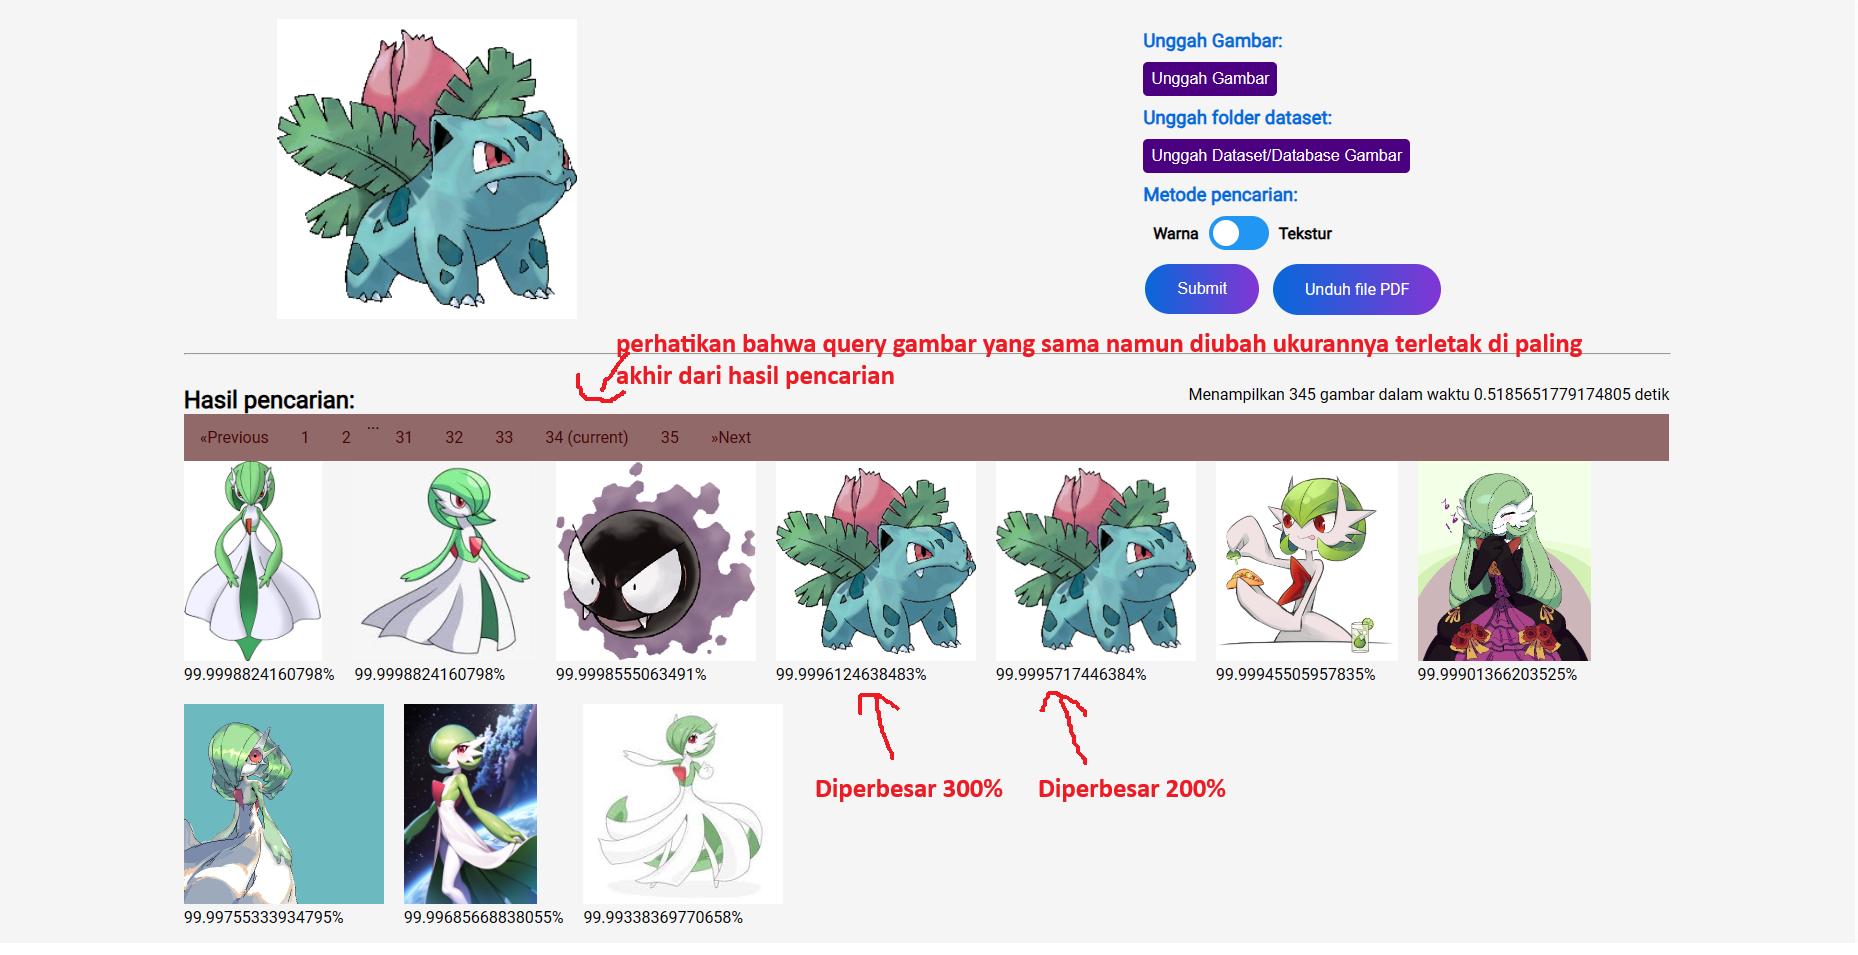 Unggah Gambar:
Unggah Gambar
Unggah folder dataset:
Unggah Dataset/Database Gambar
Metode pencarian:
Warna Tekstur
Submit Unduh file PDF
perhatikan bahwa query gambar yang sama namun diubah ukurannya terletak di paling
akhir dari hasil pencarian
Hasil pencarian:
Menampilkan 345 gambar dalam waktu 0.5185651779174805 detik
«Previous 1 2 ... 31 32 33 34 (current) 35 »Next
99.9998824160798% 99.9998824160798% 99.9998555063491% 99.9996124638483% 99.9995717446384% 99.99945505957835% 99.99901366203525%
Diperbesar 300% Diperbesar 200%
99.99755333934795% 99.99685668838055% 99.99338369770658%